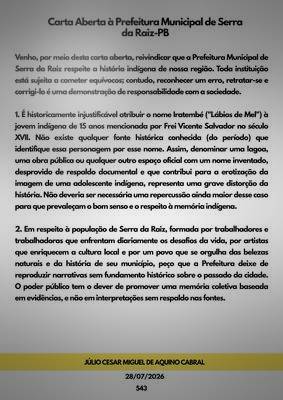 Carta Aberta à Prefeitura Municipal de Serra
da Raiz-PB
Venho, por meio desta carta aberta, reivindicar que a Prefeitura Municipal de
Serra da Raiz respeite a história indígena de nossa região. Toda instituição
está sujeita a cometer equívocos; contudo, reconhecer um erro, retratar-se e
corrigi-lo é uma demonstração de responsabilidade com a sociedade.
1. É historicamente injustificável atribuir o nome Iratembé ("Lábios de Mel") à
jovem indígena de 15 anos mencionada por Frei Vicente Salvador no século
XVII. Não existe qualquer fonte histórica conhecida (do período) que
identifique essa personagem por esse nome. Assim, denominar uma lagoa,
uma obra pública ou qualquer outro espaço oficial com um nome inventado,
desprovido de respaldo documental e que contribui para a erotização da
imagem de uma adolescente indígena, representa uma grave distorção da
história. Não deveria ser necessária uma repercussão ainda maior desse caso
para que prevaleçam o bom senso e o respeito à memória indígena.
2. Em respeito à população de Serra da Raiz, formada por trabalhadores e
trabalhadoras que enfrentam diariamente os desafios da vida, por artistas
que enriquecem a cultura local e por um povo que se orgulha das belezas
naturais e da história de seu município, peço que a Prefeitura deixe de
reproduzir narrativas sem fundamento histórico sobre o passado da cidade.
O poder público tem o dever de promover uma memória coletiva baseada
em evidências, e não em interpretações sem respaldo nas fontes.
JÚLIO CESAR MIGUEL DE AQUINO CABRAL
28/07/2026
543